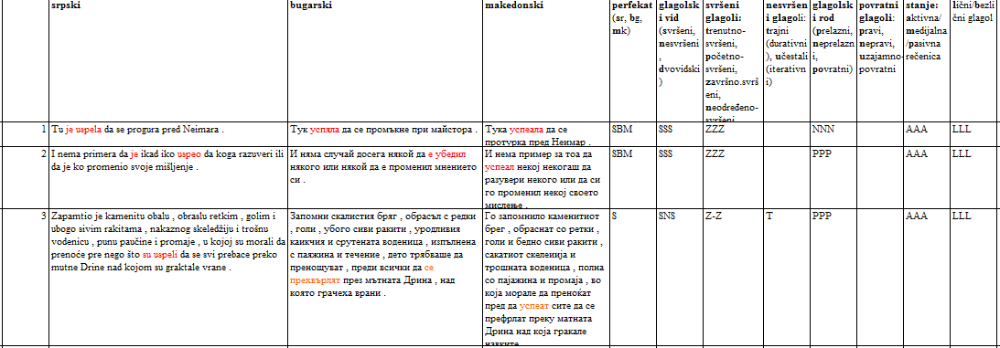 srpski
bugarski
makedonski
perfekat
(sr, bg,
mk)
glagolsk
i vid
(svršeni,
nesvršeni
,
dvovidski
)
svršeni
glagoli:
trenutno-
svršeni,
početno-
svršeni,
završno.svrš
eni,
neodređeno-
svršeni
nesvršen
i glagoli:
trajni
(durativni
), učestali
(iterativn
i)
glagolsk
i rod
(prelazni,
neprelazn
i,
povratni)
povratni
glagoli:
pravi,
nepravi,
uzajamno-
povratni
stanje:
aktivna/
medijalna
/pasivna
rečenica
lični/bezli
čni glagol
1
Tu je uspela da se progura pred Neimara .
Тук успяла да се промъкне при майстора .
Тука успеала да се
протурка пред Неимар .
SBM
SSS
ZZZ
NNN
AAA
LLL
2
I nema primera da je ikad iko uspeo da koga razuveri ili
da je ko promenio svoje mišljenje .
И няма случай досега някой да е убедил
някого или някой да е променил мнението
си .
И нема пример за тоа да
успеал некој некогаш да
разувери некого или да си
го променил некој своето
мислење .
SBM
SSS
ZZZ
PPP
AAA
LLL
3
Zapamtio je kamenitu obalu , obraslu retkim , golim i
ubogo sivim rakitama , nakaznog skeledžiju i trošnu
vodenicu , punu paučine i promaje , u kojoj su morali da
prenoće pre nego što su uspeli da se svi prebace preko
mutne Drine nad kojom su graktale vrane .
Запомни скалистия бряг , обрасъл с редки
, голи , убого сиви ракити , уродливия
каикчия и срутената воденица , изпълнена
с паяжина и течение , дето трябваше да
пренощуват , преди всички да се
прехвърлят през мътната Дрина , над
която грачеха врани .
Го запомнило каменитиот
брег , обраснат со ретки ,
голи и бедно сиви ракити ,
сакатиот скелеџија и
трошната воденица , полна
со пајажина и промаја , во
која морале да преноќат
пред да успеат сите да се
префрлат преку матната
Дрина над која гракале
S
SNS
Z-Z
T
PPP
AAA
LLL